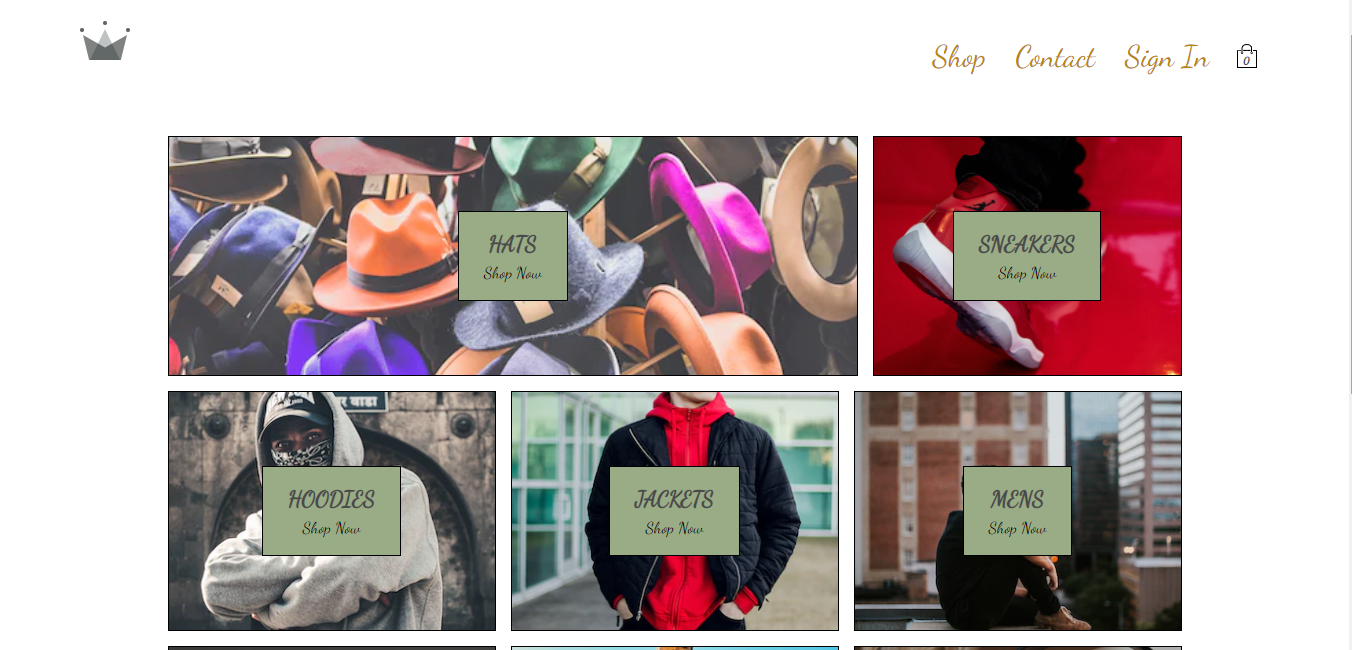 Shop Contact Sign In 0
HATS
Shop Now
SNEAKERS
Shop Now
HOODIES
Shop Now
JACKETS
Shop Now
MENS
Shop Now